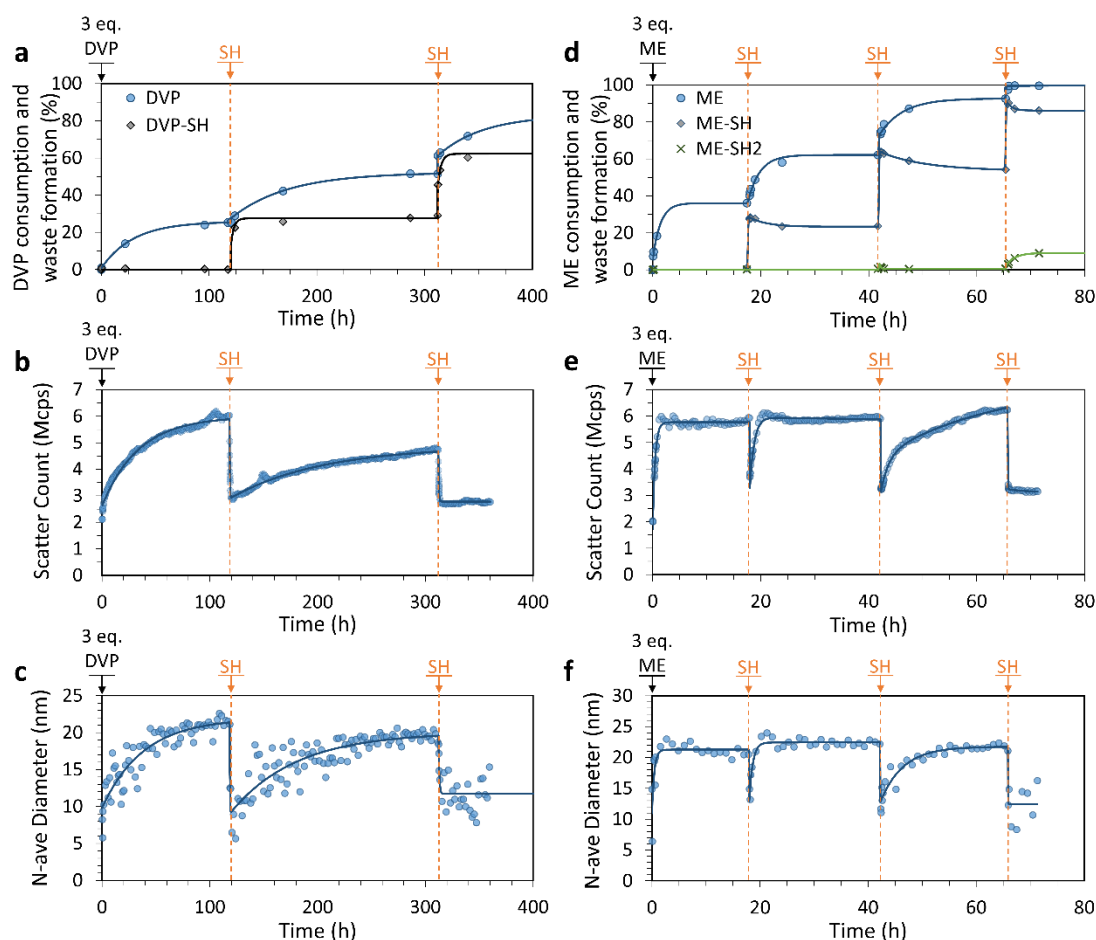 3 eq.
a DVP SH SH
DVP consumption and
waste formation (%)
100
80
60
40
20
0
DVP
DVP-SH
0 100 200 300 400
Time (h)
3 eq.
d ME SH SH SH
ME consumption and
waste formation (%)
100
80
60
40
20
0
ME
ME-SH
ME-SH2
0 20 40 60 80
Time (h)
3 eq.
b DVP SH SH
Scatter Count (Mcps)
7
6
5
4
3
2
1
0
0 100 200 300 400
Time (h)
3 eq.
e ME SH SH SH
Scatter Count (Mcps)
7
6
5
4
3
2
1
0
0 20 40 60 80
Time (h)
3 eq.
c DVP SH SH
N-ave Diameter (nm)
25
20
15
10
5
0
0 100 200 300 400
Time (h)
3 eq.
f ME SH SH SH
N-ave Diameter (nm)
30
25
20
15
10
5
0
0 20 40 60 80
Time (h)